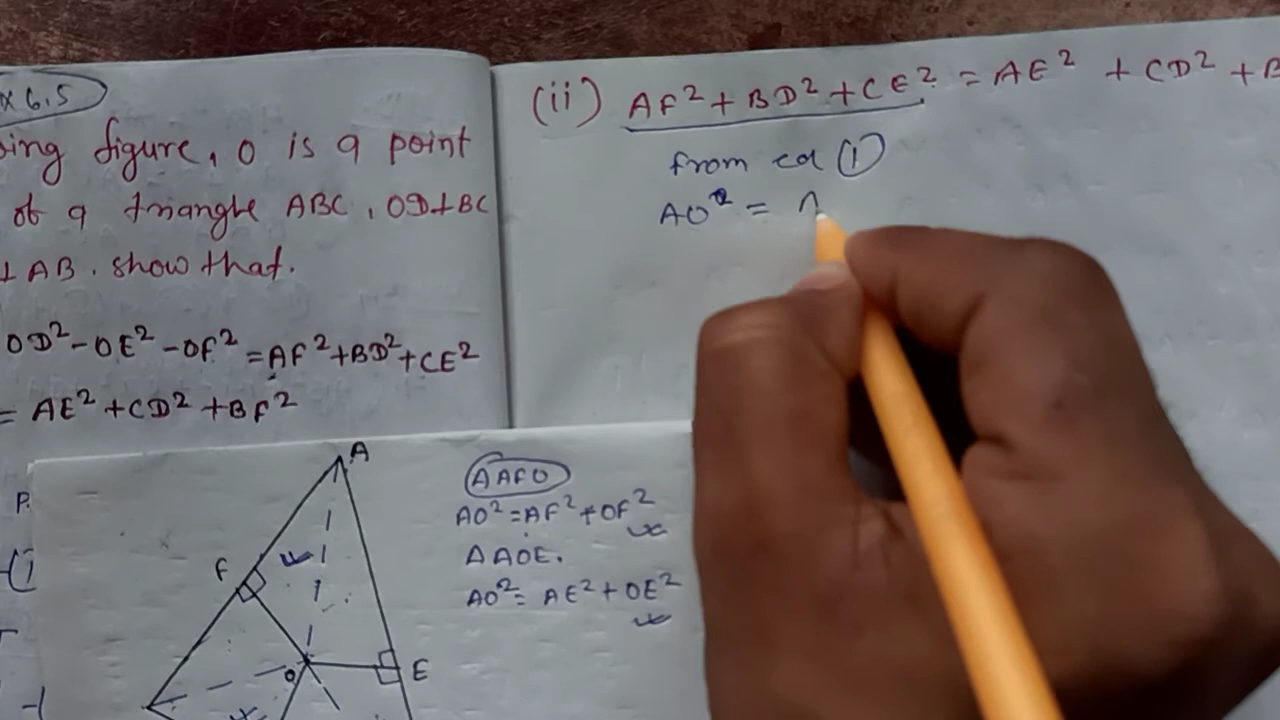 x 6.5
figure, O is a point
of a triangle ABC, OD⊥BC
⊥ AB. show that.
OD²-OE²-OF² = AF²+BD²+CE²
= AE²+CD²+BF²
(ii) AF²+BD²+CE² = AE² + CD² + B
from eq (1)
AO² =
A
F
O
E
ΔAFO
AO²=AF²+OF²
ΔAOE.
AO²= AE²+OE²